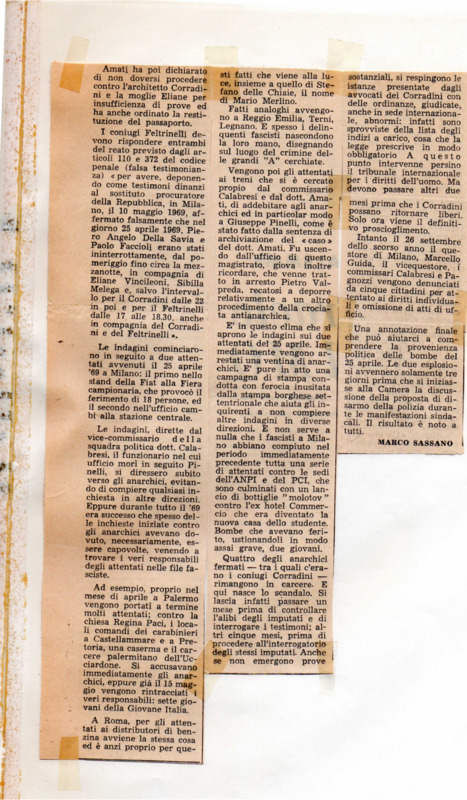 Amati ha poi dichiarato
di non doversi procedere
contro l'architetto Corradi-
ni e la moglie Eliane per
insufficienza di prove ed
ha anche ordinato la resti-
tuzione del passaporto.
I coniugi Feltrinelli de-
vono rispondere entrambi
del reato previsto dagli ar-
ticoli 110 e 372 del codice
penale (falsa testimonian-
za) « per avere, deponendo
come testimoni dinanzi
al sostituto procuratore
della Repubblica, in Mila-
no, il 10 maggio 1969, af-
fermato falsamente che nel
giorno 25 aprile 1969, Pie-
ro Angelo Della Savia e
Paolo Faccioli erano stati
ininterrottamente, dal po-
meriggio fino circa la mez-
zanotte, in compagnia di
Eliane Vincileoni, Sibilla
Melega e, salvo l'interval-
lo per il Corradini dalle 22
in poi e per il Feltrinelli
dalle 17 alle 18,30, anche
in compagnia del Corradi-
ni e del Feltrinelli ».
Le indagini cominciaro-
no in seguito a due atten-
tati avvenuti il 25 aprile
'69 a Milano: il primo nello
stand della Fiat alla Fiera
campionaria, che provocò il
ferimento di 18 persone, ed
il secondo nell'ufficio cam-
bi alla stazione centrale.
Le indagini, dirette dal
vice-commissario della
squadra politica dott. Cala-
bresi, il funzionario nel cui
ufficio morì in seguito Pi-
nelli, si diressero subito
verso gli anarchici, evitan-
do di compiere qualsiasi in-
chiesta in altre direzioni.
Eppure durante tutto il '69
era successo che spesso del-
le inchieste iniziate contro
gli anarchici avevano do-
vuto, necessariamente, es-
sere capovolte, venendo a
trovare i veri responsabili
degli attentati nelle file fa-
sciste.
Ad esempio, proprio nel
mese di aprile a Palermo
vengono portati a termine
molti attentati; contro la
chiesa Regina Paci, i loca-
li comandi dei carabinieri
a Castellammare e a Pre-
toria, una caserma e il car-
cere palermitano dell'Uc-
ciardone. Si accusavano
immediatamente gli anar-
chici, eppure già il 15 mag-
gio vengono rintracciati i
veri responsabili: sette gio-
vani della Giovane Italia.
A Roma, per gli atten-
tati ai distributori di ben-
zina avviene la stessa cosa
ed è anzi proprio per que-
sti fatti che viene alla lu-
ce, insieme a quello di Ste-
fano delle Chiaie, il nome
di Mario Merlino.
Fatti analoghi avvengo-
no a Reggio Emilia, Terni,
Legnano. E spesso i delin-
quenti fascisti nascondono
la loro mano, disegnando
sul luogo del crimine del-
le grandi "A" cerchiate.
Vengono poi gli attentati
ai treni che si è cercato
proprio dal commissario
Calabresi e dal dott. Ama-
ti, di addebitare agli anar-
chici ed in particolar modo
a Giuseppe Pinelli, come è
stato fatto dalla sentenza di
archiviazione del « caso »
del dott. Amati. Fu uscen-
do dall'ufficio di questo
magistrato, giova inoltre
ricordare, che venne trat-
to in arresto Pietro Val-
preda, recatosi a deporre
relativamente a un altro
procedimento della crocia-
ta antianarchica.
E' in questo clima che si
aprono le indagini sui due
attentati del 25 aprile. Im-
mediatamente vengono ar-
restati una ventina di anar-
chici. E' pure in atto una
campagna di stampa con-
dotta con ferocia inusitata
dalla stampa borghese set-
tentrionale che aiuta gli in-
quirenti a non compiere
altre indagini in diverse
direzioni. E non serve a
nulla che i fascisti a Mila-
no abbiano compiuto nel
periodo immediatamente
precedente tutta una serie
di attentati contro le sedi
dell'ANPI e del PCI, che
sono culminati con un lan-
cio di bottiglie "molotov"
contro l'ex hotel Commer-
cio che era diventato la
nuova casa dello studente.
Bombe che avevano feri-
to, ustionandoli in modo
assai grave, due giovani.
Quattro degli anarchici
fermati — tra i quali c'era-
no i coniugi Corradini —
rimangono in carcere. E
qui nasce lo scandalo. Si
lascia infatti passare un
mese prima di controllare
l'alibi degli imputati e di
interrogare i testimoni; al-
tri cinque mesi, prima di
procedere all'interrogatorio
degli stessi imputati. Anche
se non emergono prove
sostanziali, si respingono le
istanze presentate dagli
avvocati dei Corradini con
delle ordinanze, giudicate,
anche in sede internaziona-
le, abnormi: infatti sono
sprovviste della lista degli
indizi a carico, cosa che la
legge prescrive in modo
obbligatorio A questo
punto intervenne persino
il tribunale internazionale
per i diritti dell'uomo. Ma
devono passare altri due
mesi prima che i Corradini
possano ritornare liberi.
Solo ora viene il definiti-
vo proscioglimento.
Intanto il 26 settembre
dello scorso anno il que-
store di Milano, Marcello
Guida, il vicequestore, i
commissari Calabresi e Pa-
gnozzi vengono denunciati
da cinque cittadini per at-
tentato ai diritti individua-
li e omissione di atti di uf-
ficio.
Una annotazione finale
che può aiutarci a com-
prendere la provenienza
politica delle bombe del
25 aprile. Le due esplosio-
ni avvennero solamente tre
giorni prima che si inizias-
se alla Camera la discus-
sione della proposta di di-
sarmo della polizia duran-
te le manifestazioni sinda-
cali. Il risultato è noto a
tutti.
MARCO SASSANO